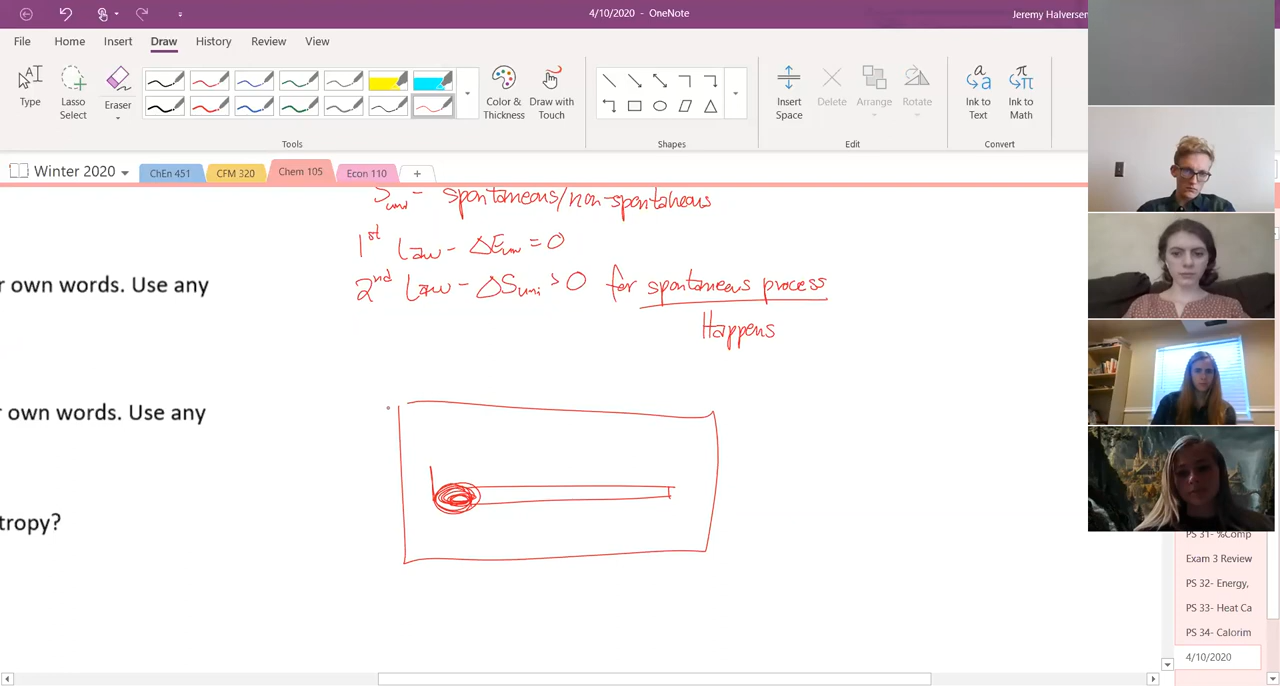 4/10/2020 - OneNote
Jeremy Halversen
File Home Insert Draw History Review View
Type
Lasso Select
Eraser
Color & Thickness
Draw with Touch
Insert Space
Delete
Arrange
Rotate
Ink to Text
Ink to Math
Tools Shapes Edit Convert
Winter 2020 ChEn 451 CFM 320 Chem 105 Econ 110 +
Suni - spontaneous/non-spontaneous
1st Law - ΔEuni = 0
r own words. Use any
2nd Law - ΔSuni > 0 for spontaneous process
Happens
r own words. Use any
tropy?
PS 31- %Comp
Exam 3 Review
PS 32- Energy,
PS 33- Heat Ca
PS 34- Calorim
4/10/2020